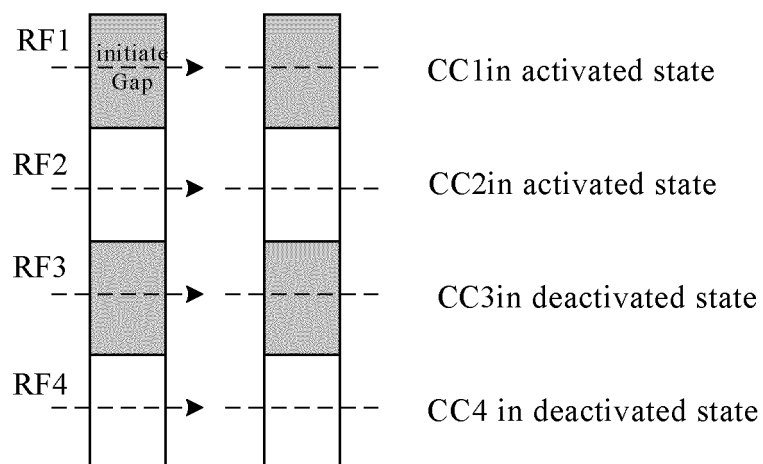 RF1
initiate
Gap
CC1in activated state
RF2
CC2in activated state
RF3
CC3in deactivated state
RF4
CC4 in deactivated state